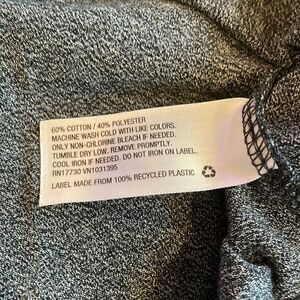 60% COTTON / 40% POLYESTER
MACHINE WASH COLD WITH LIKE COLORS.
ONLY NON-CHLORINE BLEACH IF NEEDED.
TUMBLE DRY LOW. REMOVE PROMPTLY.
COOL IRON IF NEEDED. DO NOT IRON ON LABEL.
RN17730 VN1031395
LABEL MADE FROM 100% RECYCLED PLASTIC